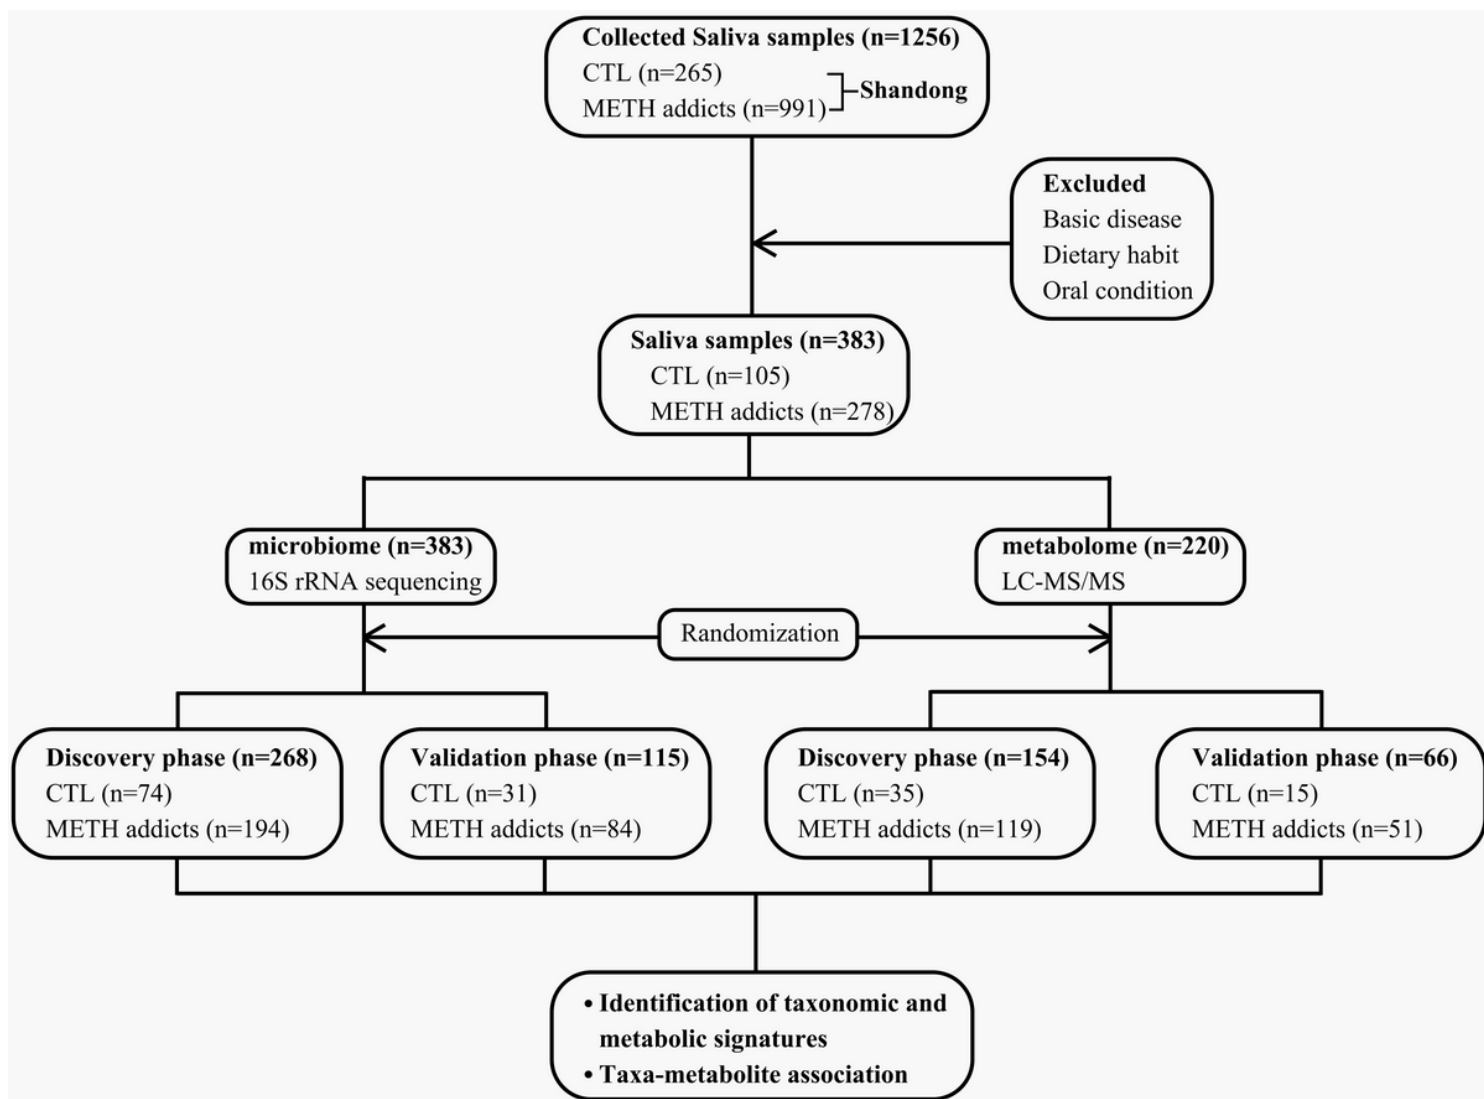 Collected Saliva samples (n=1256)
CTL (n=265)
METH addicts (n=991)
Shandong
Excluded
Basic disease
Dietary habit
Oral condition
Saliva samples (n=383)
CTL (n=105)
METH addicts (n=278)
microbiome (n=383)
16S rRNA sequencing
metabolome (n=220)
LC-MS/MS
Randomization
Discovery phase (n=268)
CTL (n=74)
METH addicts (n=194)
Validation phase (n=115)
CTL (n=31)
METH addicts (n=84)
Discovery phase (n=154)
CTL (n=35)
METH addicts (n=119)
Validation phase (n=66)
CTL (n=15)
METH addicts (n=51)
• Identification of taxonomic and
metabolic signatures
• Taxa-metabolite association